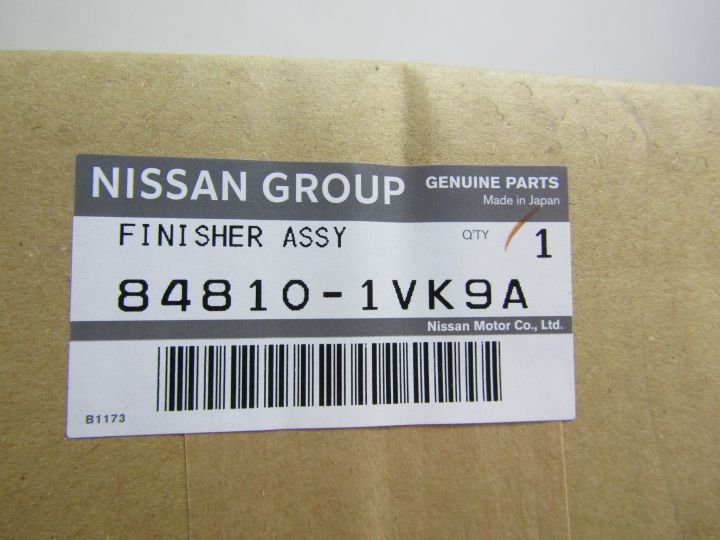 NISSAN GROUP GENUINE PARTS
Made in Japan
FINISHER ASSY Q'TY 1
84810-1VK9A
Nissan Motor Co., Ltd.
B1173